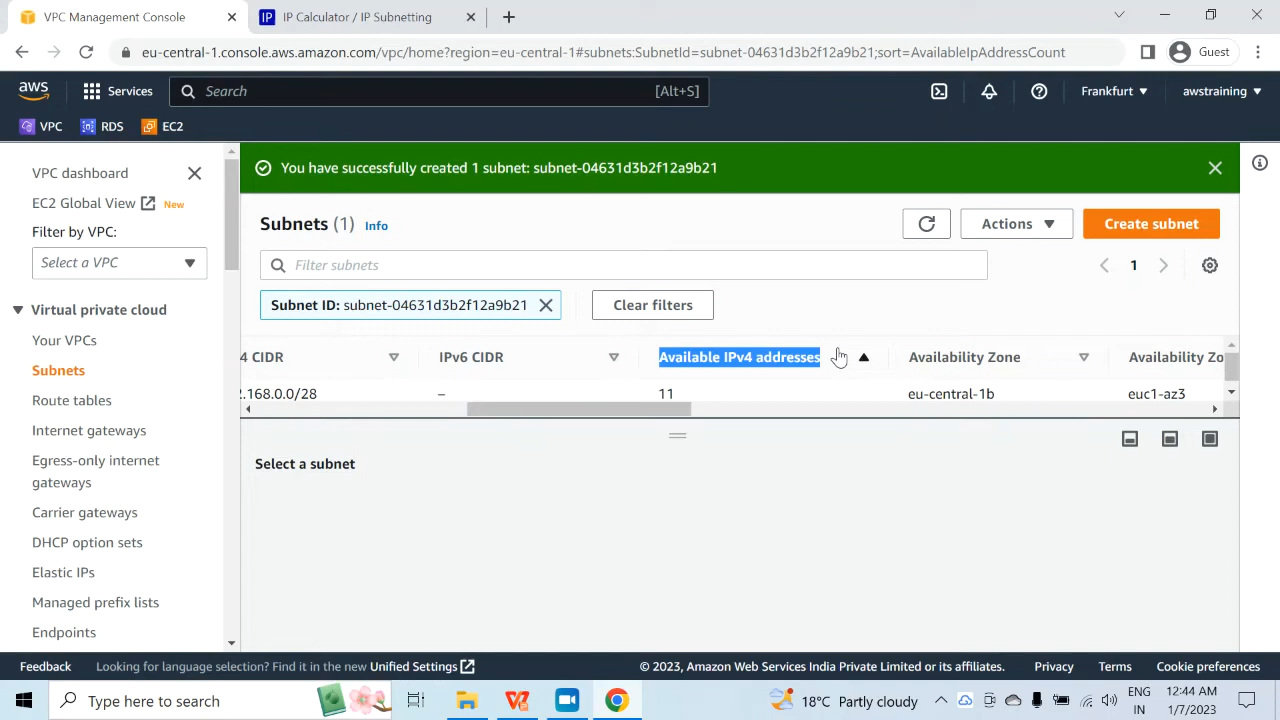 VPC Management Console
IP
IP Calculator / IP Subnetting
eu-central-1.console.aws.amazon.com/vpc/home?region=eu-central-1#subnets:SubnetId=subnet-04631d3b2f12a9b21;sort=AvailableIpAddressCount
Guest
aws
Services
Search
[Alt+S]
Frankfurt
awstraining
VPC
RDS
EC2
VPC dashboard
EC2 Global View
New
Filter by VPC:
Select a VPC
Virtual private cloud
Your VPCs
Subnets
Route tables
Internet gateways
Egress-only internet
gateways
Carrier gateways
DHCP option sets
Elastic IPs
Managed prefix lists
Endpoints
You have successfully created 1 subnet: subnet-04631d3b2f12a9b21
Subnets (1) Info
Actions
Create subnet
Filter subnets
1
Subnet ID: subnet-04631d3b2f12a9b21
Clear filters
4 CIDR
IPv6 CIDR
Available IPv4 addresses
Availability Zone
Availability Zo
2.168.0.0/28
–
11
eu-central-1b
euc1-az3
Select a subnet
Feedback
Looking for language selection? Find it in the new Unified Settings
© 2023, Amazon Web Services India Private Limited or its affiliates.
Privacy
Terms
Cookie preferences
Type here to search
18°C Partly cloudy
ENG
IN
12:44 AM
1/7/2023